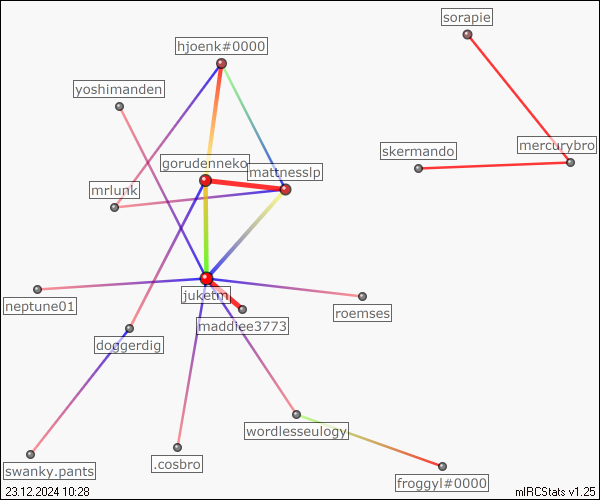 sorapie
hjoenk#0000
yoshimanden
mercurybro
skermando
gorudenneko
mattnesslp
mrlunk
juketm
neptune01
roemses
maddiee3773
doggerdig
wordlesseulogy
.cosbro
swanky.pants
froggyl#0000
23.12.2024 10:28
mIRCStats v1.25